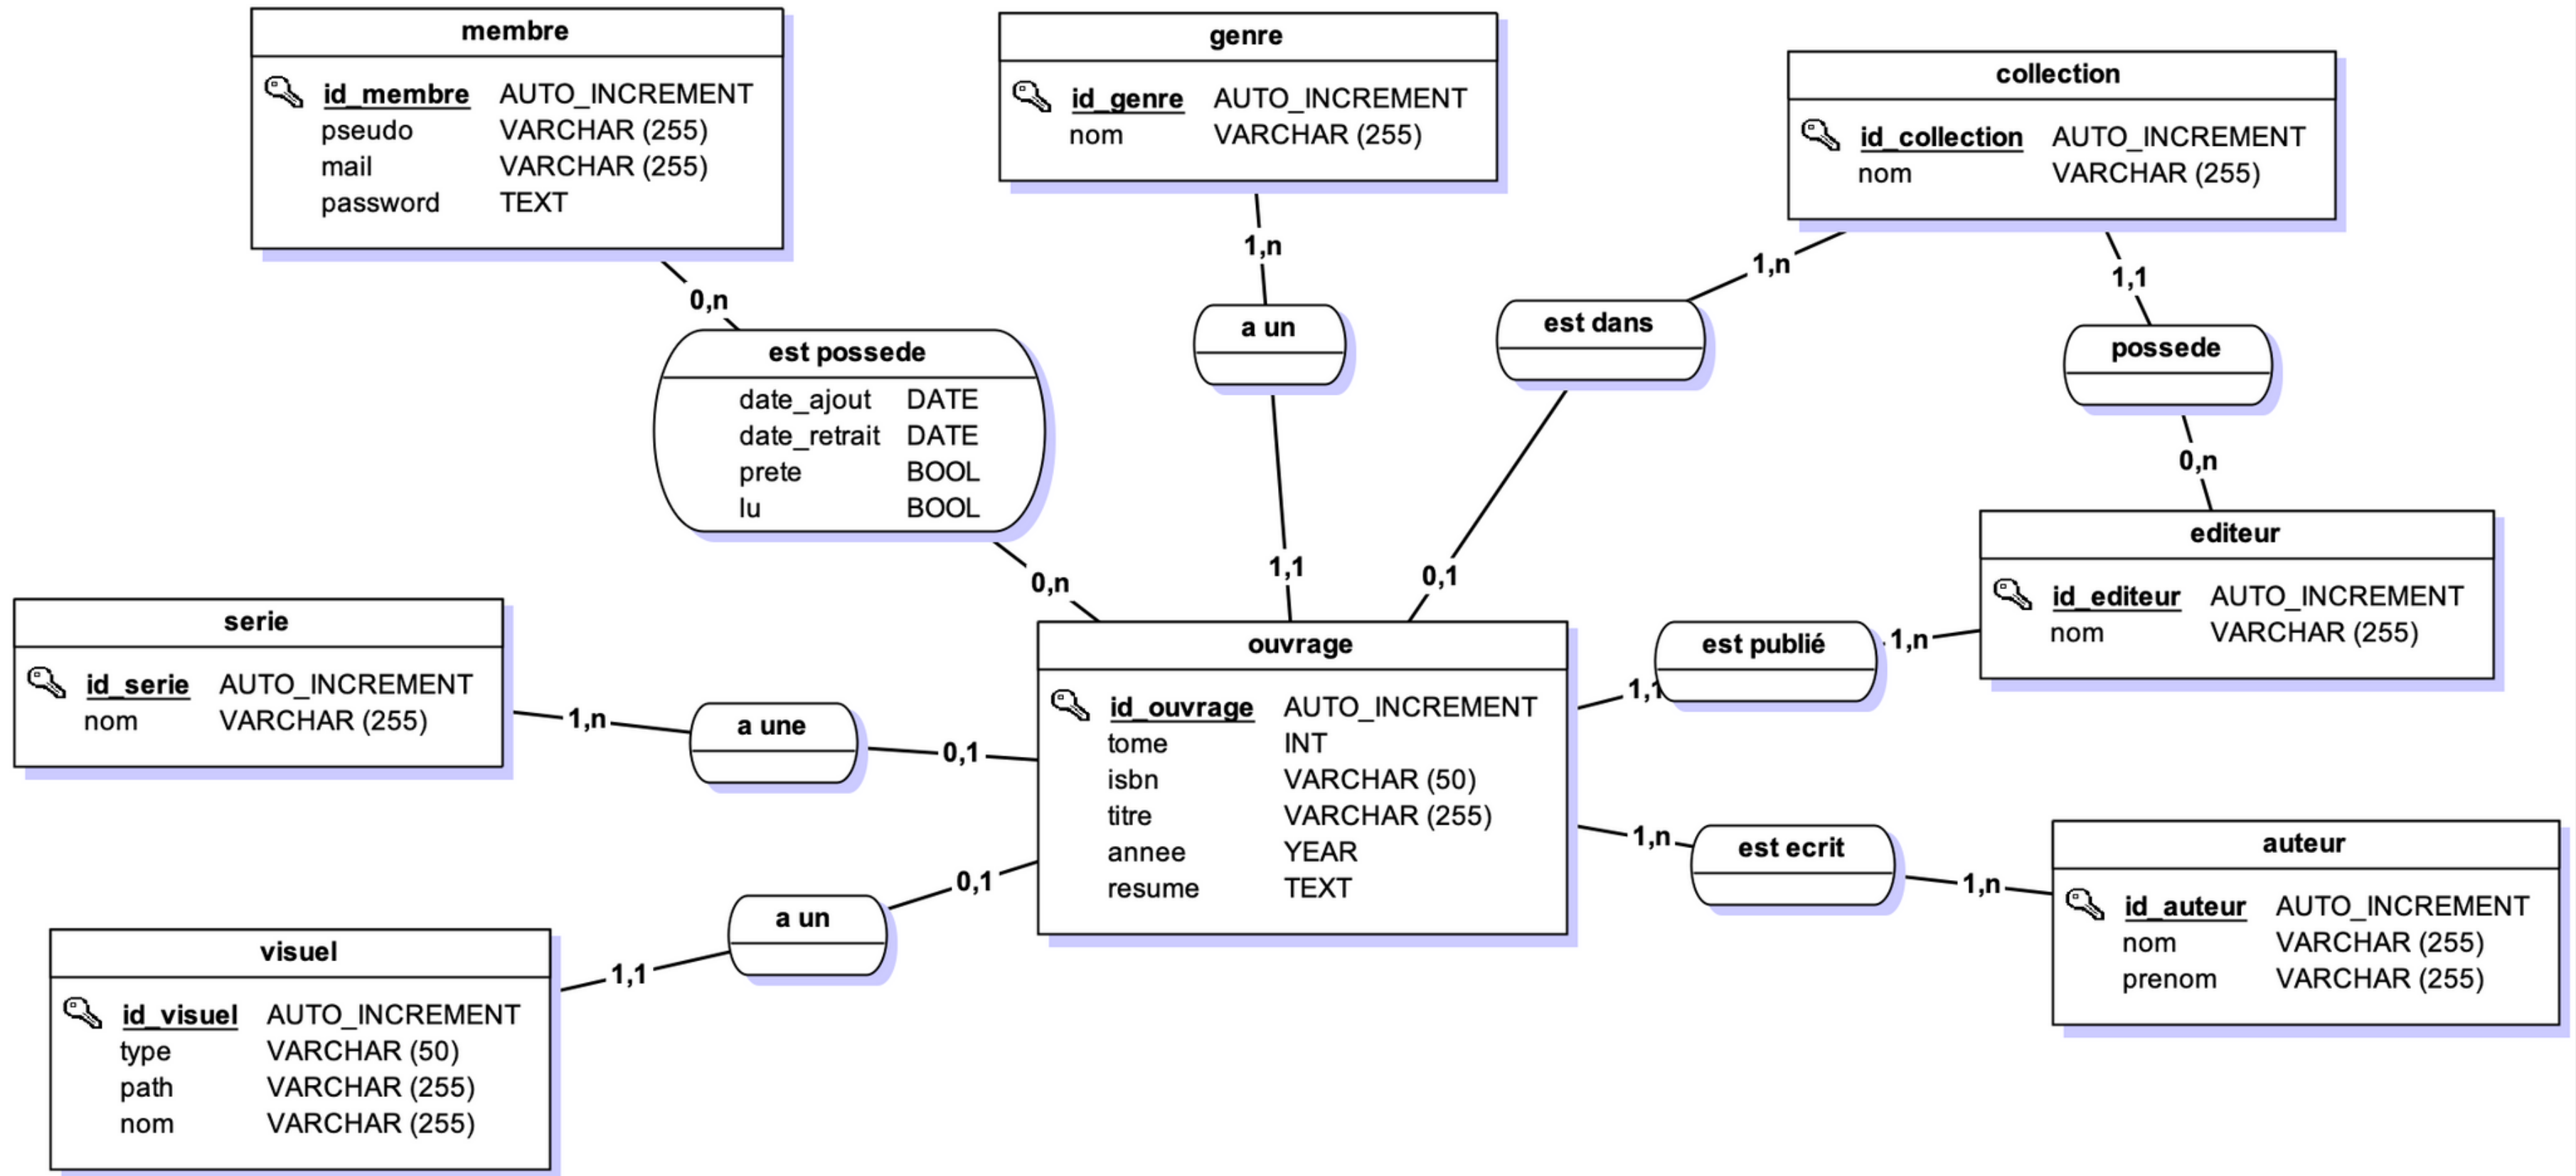 membre
id_membre AUTO_INCREMENT
pseudo VARCHAR (255)
mail VARCHAR (255)
password TEXT
genre
id_genre AUTO_INCREMENT
nom VARCHAR (255)
collection
id_collection AUTO_INCREMENT
nom VARCHAR (255)
0,n
1,n
1,n
1,1
est possede
date_ajout DATE
date_retrait DATE
prete BOOL
lu BOOL
a un
est dans
possede
0,n
0,n
1,1
0,1
editeur
id_editeur AUTO_INCREMENT
nom VARCHAR (255)
serie
id_serie AUTO_INCREMENT
nom VARCHAR (255)
1,n
a une
0,1
ouvrage
id_ouvrage AUTO_INCREMENT
tome INT
isbn VARCHAR (50)
titre VARCHAR (255)
annee YEAR
resume TEXT
est publié
1,n
1,1
1,n
est ecrit
1,n
auteur
id_auteur AUTO_INCREMENT
nom VARCHAR (255)
prenom VARCHAR (255)
0,1
a un
1,1
visuel
id_visuel AUTO_INCREMENT
type VARCHAR (50)
path VARCHAR (255)
nom VARCHAR (255)